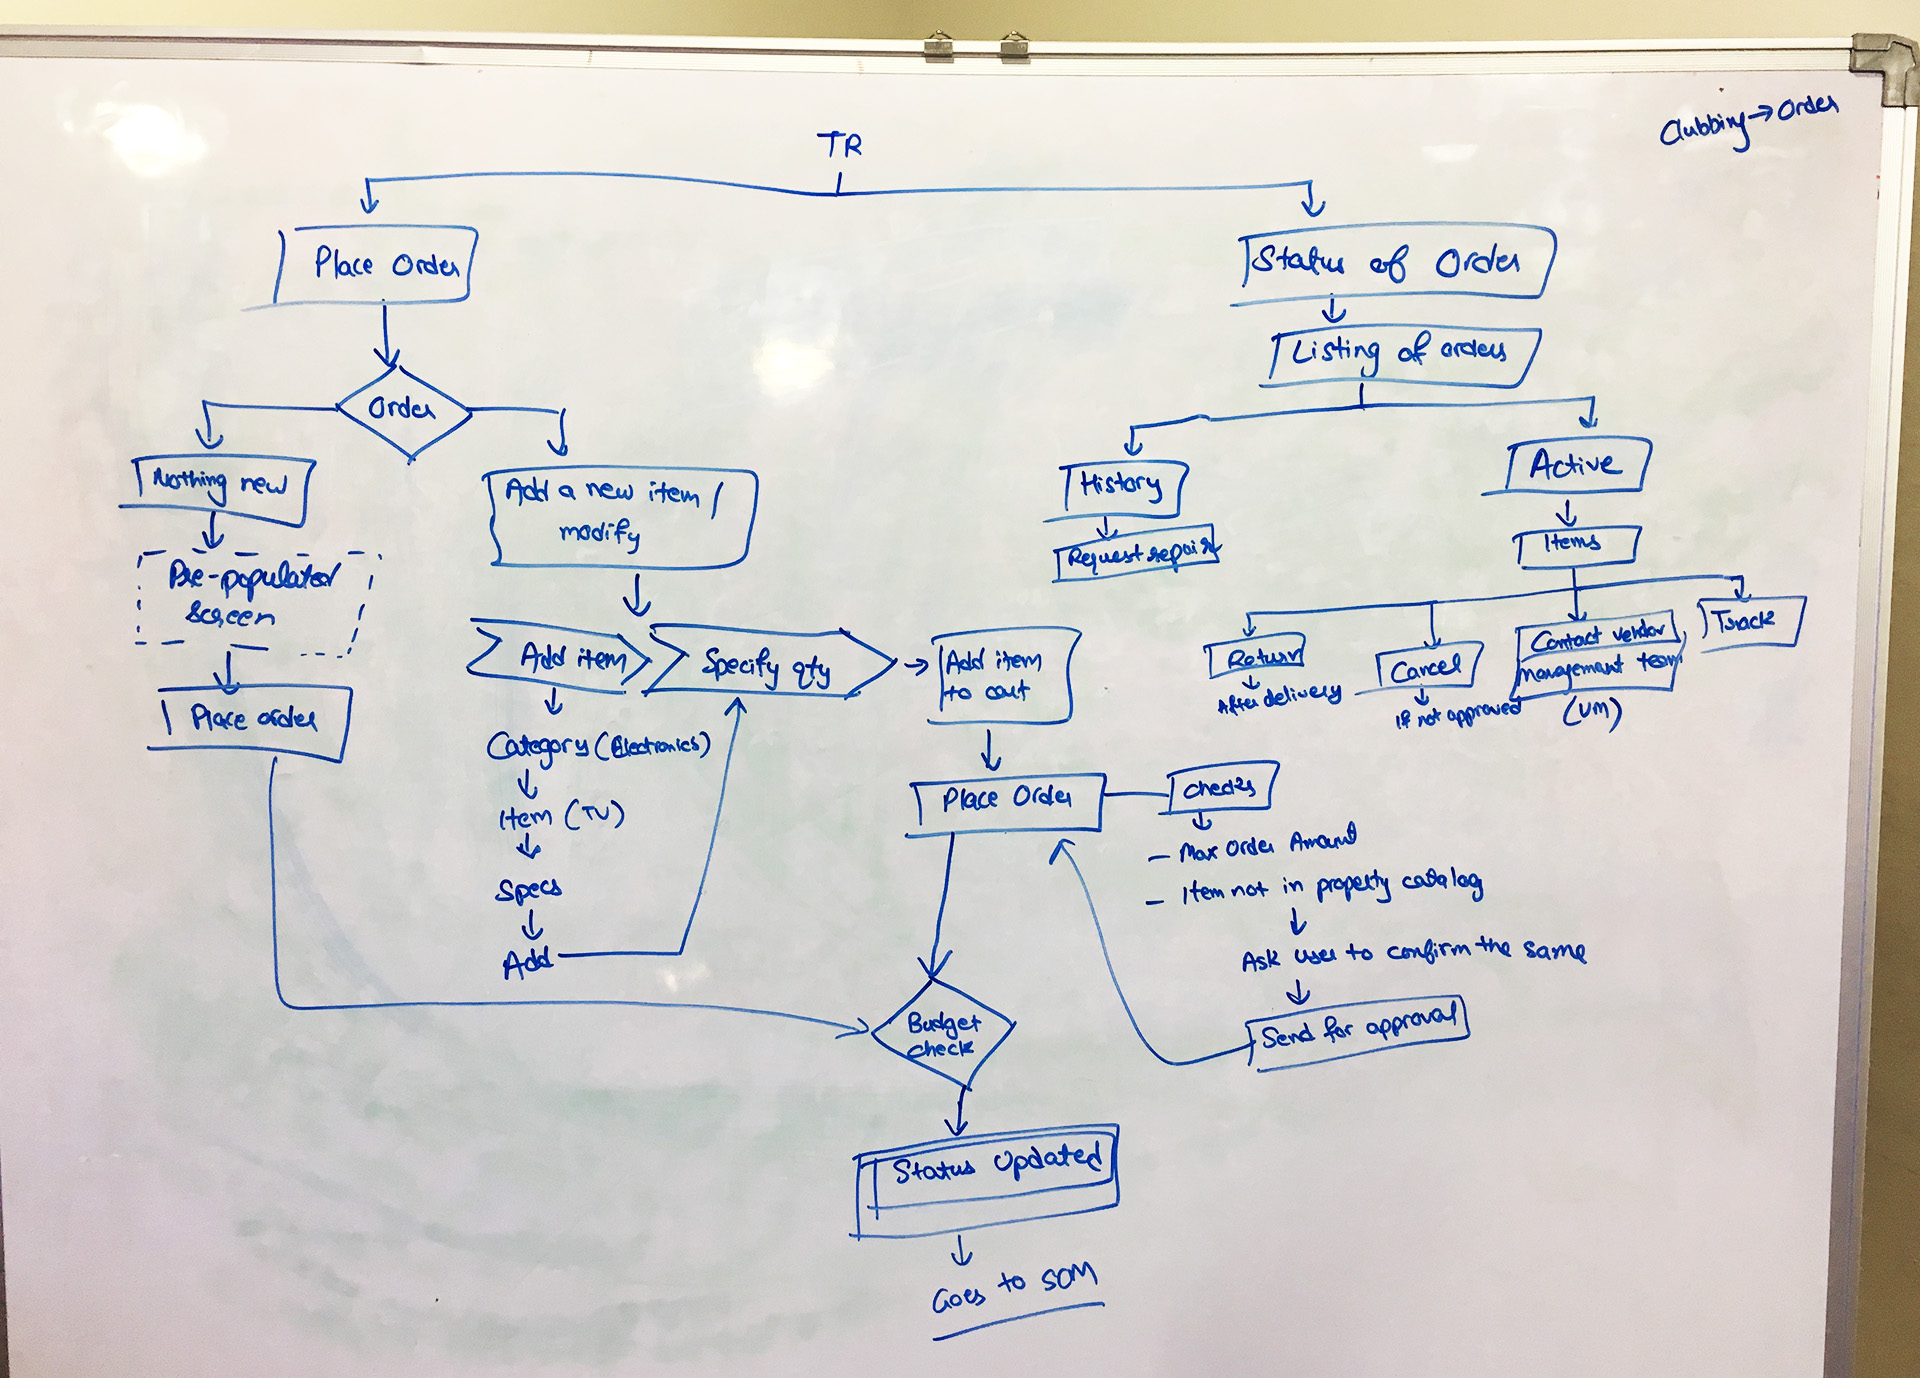 Clubbing → Order
TR
Place Order
Status of Order
Listing of orders
Order
Nothing new
Add a new item /
modify
History
Active
Request repair
Items
Pre-populated
screen
Add item
Specify qty
Add item
to cart
Return
After delivery
Cancel
If not approved
Contact vendor
management team
(VM)
Track
Place order
Category (Electronics)
Item (TV)
Specs
Add
Place Order
Checks
- Max Order Amount
- Item not in property catalog
Ask user to confirm the same
Send for approval
Budget
check
Status Updated
Goes to SOM